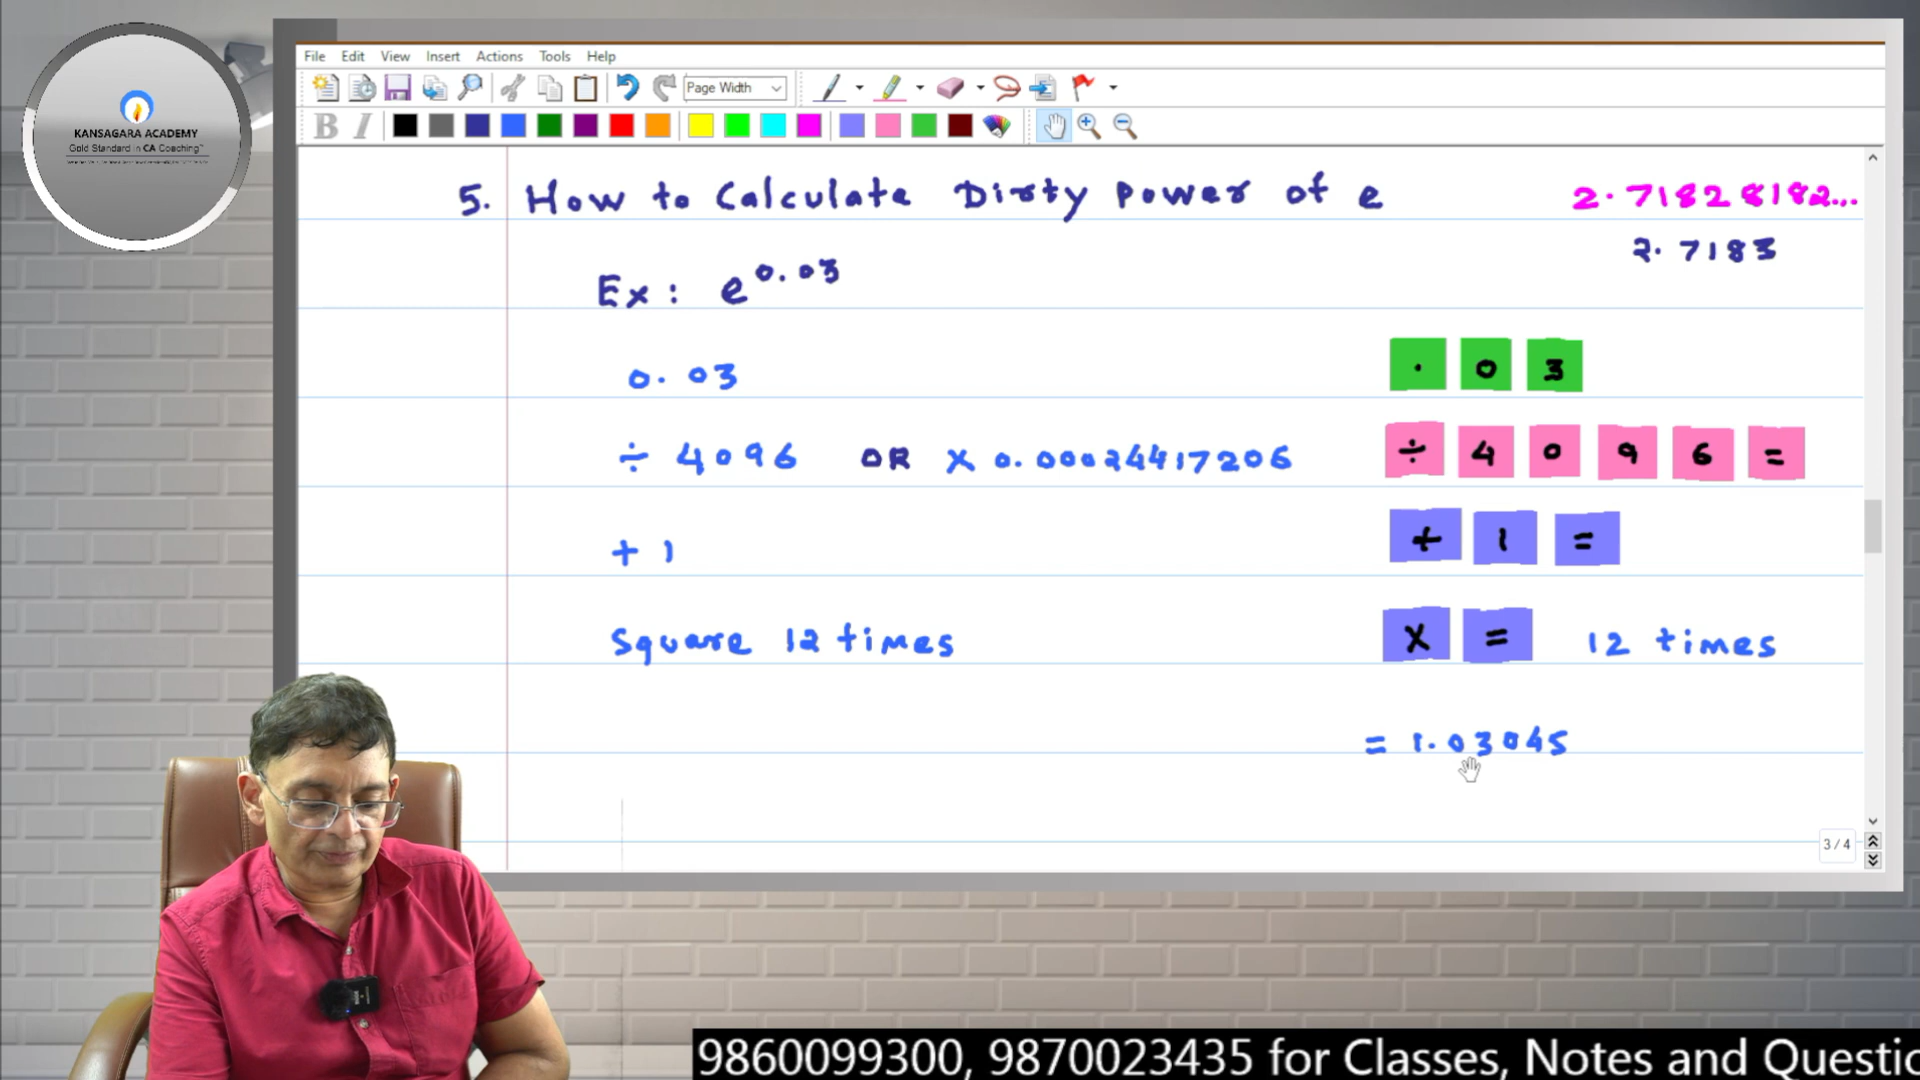 KANSAGARA ACADEMY
Gold Standard in CA Coaching™
File Edit View Insert Actions Tools Help
Page Width
B I
5. How to Calculate Dirty Power of e 2.71828182...
2.7183
Ex: e^0.03
0.03 . 0 3
÷ 4096 OR × 0.00024417206 ÷ 4 0 9 6 =
+ 1 + 1 =
Square 12 times × = 12 times
= 1.03045
3 / 4
9860099300, 9870023435 for Classes, Notes and Questic